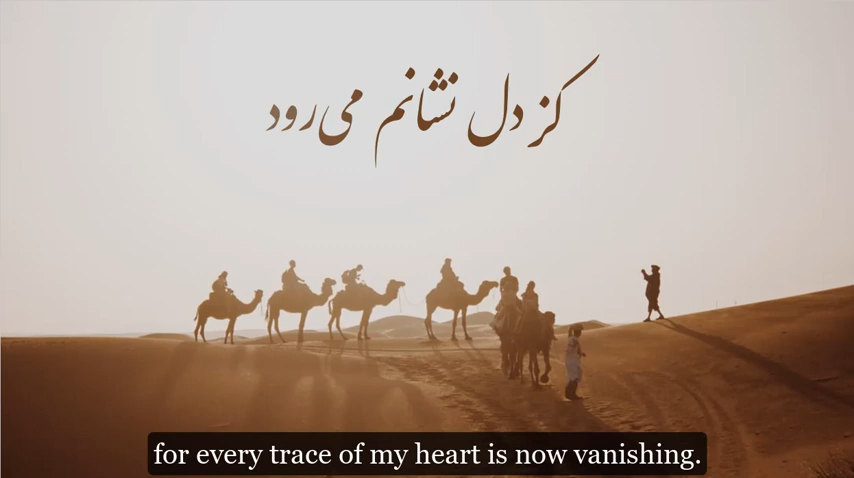 کز دل نشانم می‌رود
for every trace of my heart is now vanishing.